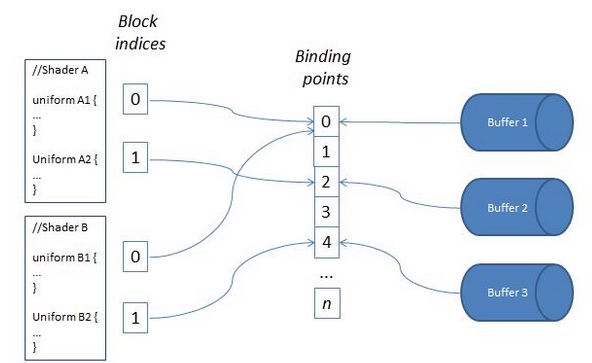 Block
indices
Binding
points
//Shader A
uniform A1 {
...
}
Uniform A2 {
...
}
0
1
//Shader B
uniform B1 {
...
}
Uniform B2 {
...
}
0
1
0
1
2
3
4
...
n
Buffer 1
Buffer 2
Buffer 3